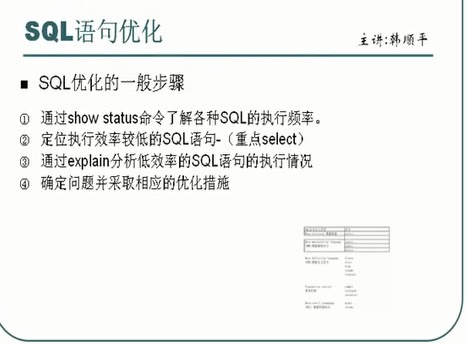 SQL语句优化
主讲:韩顺平
■ SQL优化的一般步骤
① 通过show status命令了解各种SQL的执行频率。
② 定位执行效率较低的SQL语句-（重点select）
③ 通过explain分析低效率的SQL语句的执行情况
④ 确定问题并采取相应的优化措施